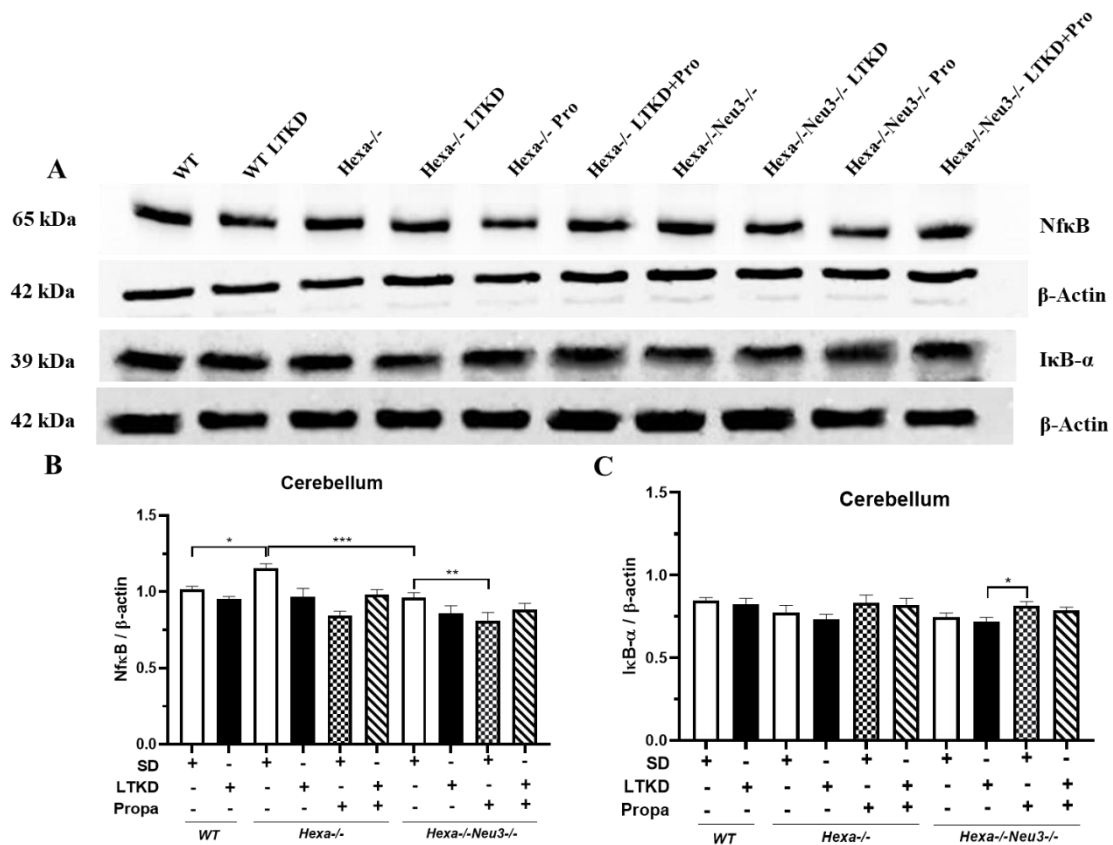 WT
WT LTKD
Hexa-/-
Hexa-/- LTKD
Hexa-/- Pro
Hexa-/- LTKD+Pro
Hexa-/-Neu3-/-
Hexa-/-Neu3-/- LTKD
Hexa-/-Neu3-/- Pro
Hexa-/-Neu3-/- LTKD+Pro
A
65 kDa
NfκB
42 kDa
β-Actin
39 kDa
IκB-α
42 kDa
β-Actin
B
Cerebellum
NfκB / β-actin
1.5
1.0
0.5
0.0
* *** **
SD + - + - + - + - + -
LTKD - + - + - + - + - +
Propa - - - - + + - - + +
WT Hexa-/- Hexa-/-Neu3-/-
C
Cerebellum
IκB-α / β-actin
1.5
1.0
0.5
0.0
*
SD + - + - + - + - + -
LTKD - + - + - + - + - +
Propa - - - - + + - - + +
WT Hexa-/- Hexa-/-Neu3-/-